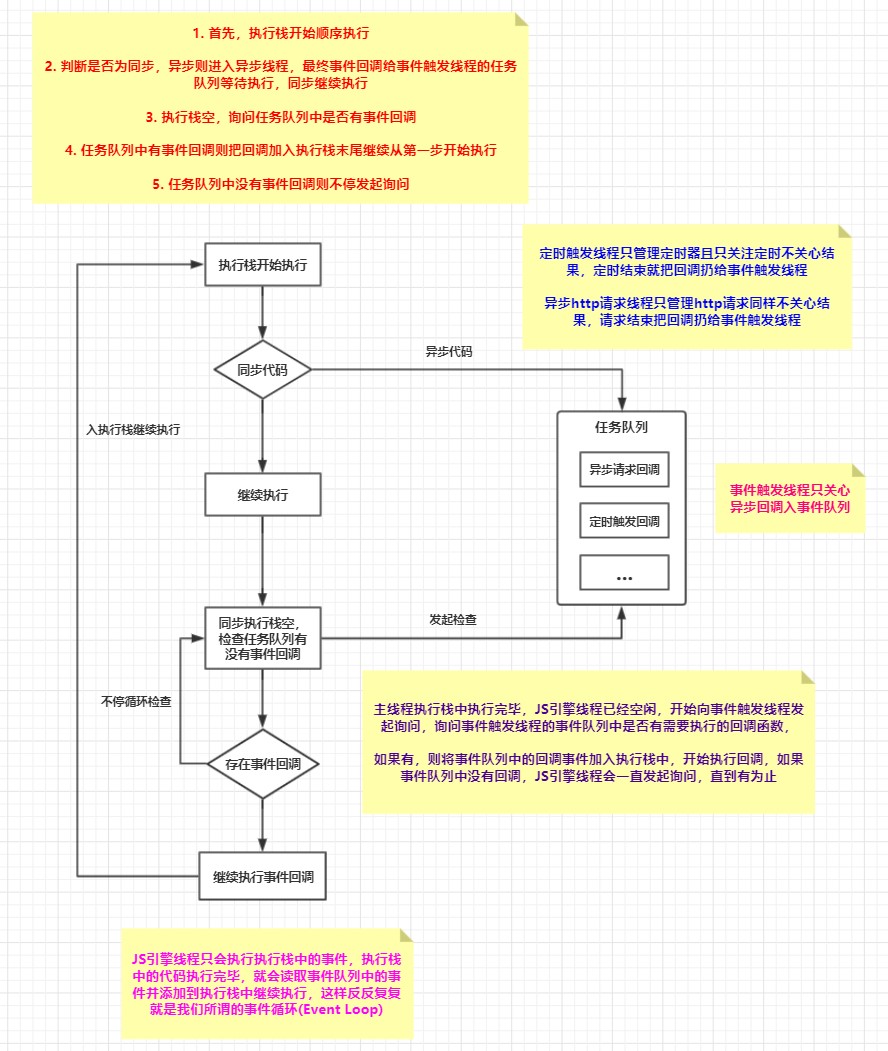 1. 首先，执行栈开始顺序执行
2. 判断是否为同步，异步则进入异步线程，最终事件回调给事件触发线程的任务
队列等待执行，同步继续执行
3. 执行栈空，询问任务队列中是否有事件回调
4. 任务队列中有事件回调则把回调加入执行栈末尾继续从第一步开始执行
5. 任务队列中没有事件回调则不停发起询问
定时触发线程只管理定时器且只关注定时不关心结
果，定时结束就把回调扔给事件触发线程
异步http请求线程只管理http请求同样不关心结
果，请求结束把回调扔给事件触发线程
执行栈开始执行
同步代码
异步代码
入执行栈继续执行
任务队列
异步请求回调
定时触发回调
...
事件触发线程只关心
异步回调入事件队列
继续执行
同步执行栈空，
检查任务队列有
没有事件回调
发起检查
不停循环检查
存在事件回调
主线程执行栈中执行完毕，JS引擎线程已经空闲，开始向事件触发线程发
起询问，询问事件触发线程的事件队列中是否有需要执行的回调函数，
如果有，则将事件队列中的回调事件加入执行栈中，开始执行回调，如果
事件队列中没有回调，JS引擎线程会一直发起询问，直到有为止
继续执行事件回调
JS引擎线程只会执行执行栈中的事件，执行栈
中的代码执行完毕，就会读取事件队列中的事
件并添加到执行栈中继续执行，这样反反复复
就是我们所谓的事件循环(Event Loop)